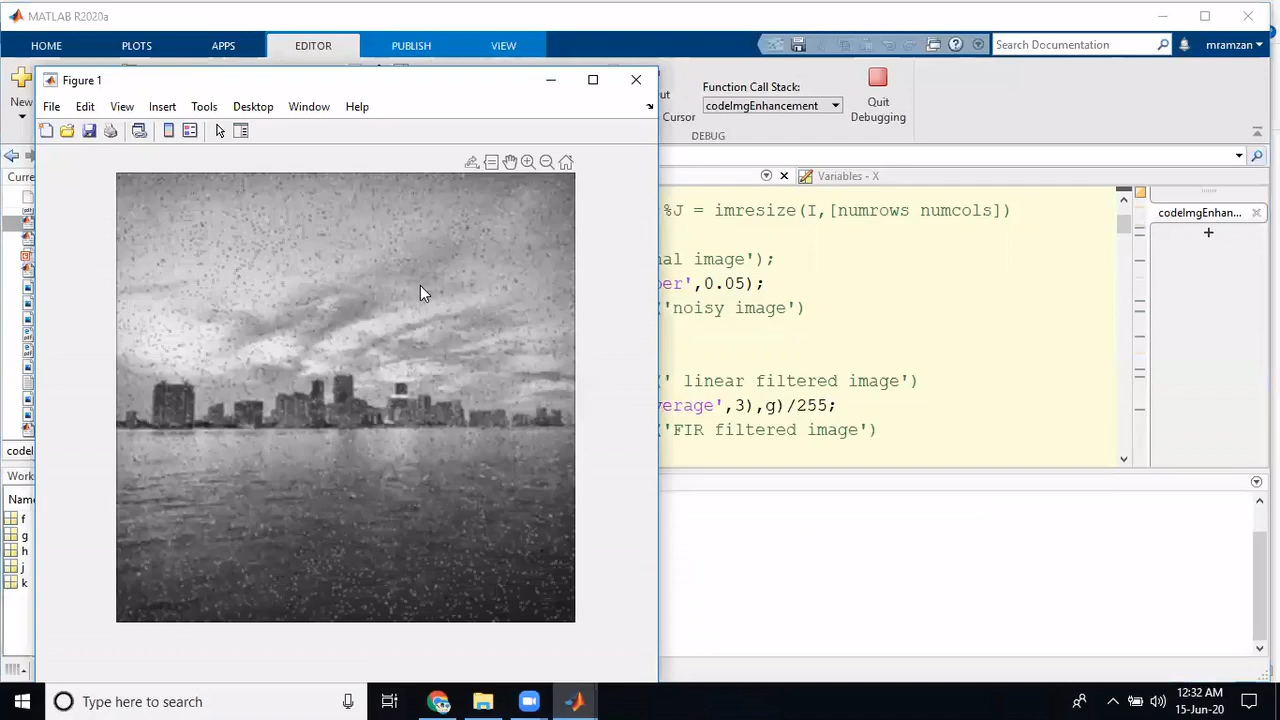 MATLAB R2020a
HOME PLOTS APPS EDITOR PUBLISH VIEW
Search Documentation
mramzan
Figure 1
File Edit View Insert Tools Desktop Window Help
New
Cursor
Function Call Stack:
codeImgEnhancement
DEBUG
Quit
Debugging
Variables - X
%J = imresize(I,[numrows numcols])
nal image');
per',0.05);
('noisy image')
(' linear filtered image')
verage',3),g)/255;
('FIR filtered image')
codeImgEnhan...
+
Curre
codeI
Work
Name
f
g
h
j
k
Type here to search
12:32 AM
15-Jun-20